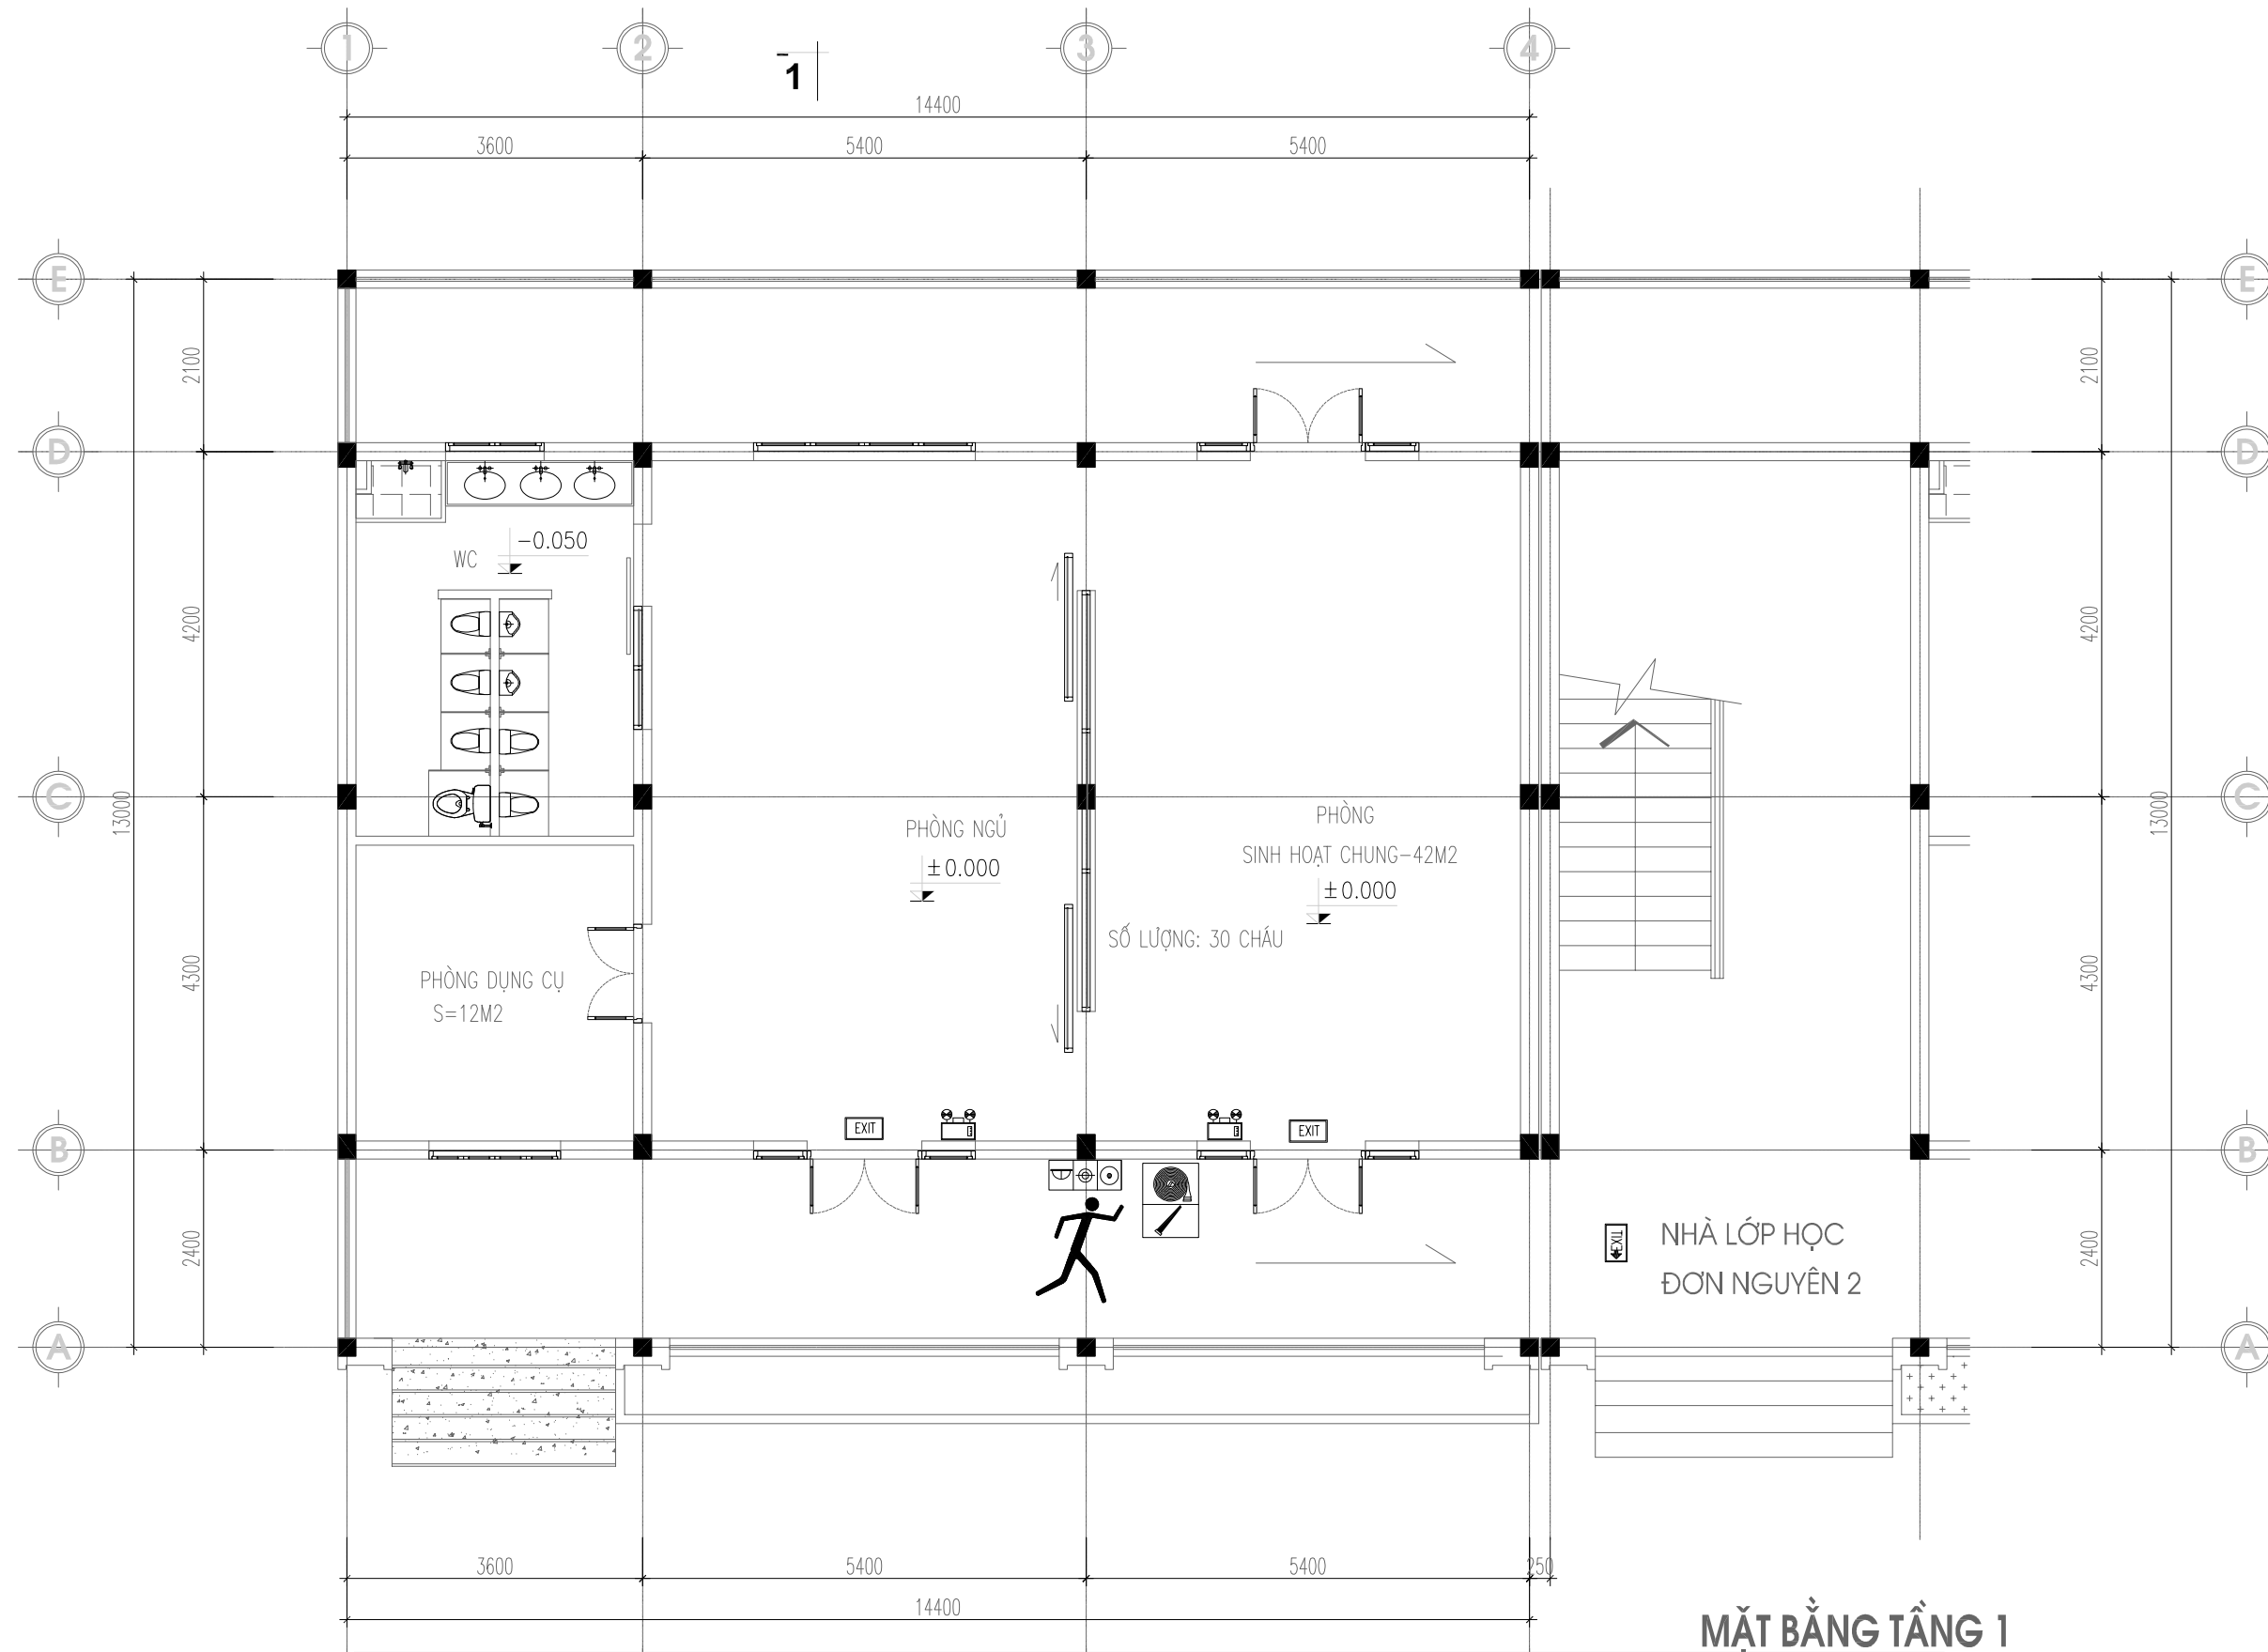 1 2 3 4
1
14400
3600 5400 5400
E E
2100 2100
D D
-0.050
WC
4200 4200
C C
13000 13000
PHÒNG NGỦ
±0.000
PHÒNG
SINH HOẠT CHUNG-42M2
±0.000
SỐ LƯỢNG: 30 CHÁU
4300 4300
PHÒNG DỤNG CỤ
S=12M2
EXIT EXIT
B B
2400 2400
EXIT
NHÀ LỚP HỌC
ĐƠN NGUYÊN 2
A A
3600 5400 5400 250
14400
MẶT BẰNG TẦNG 1